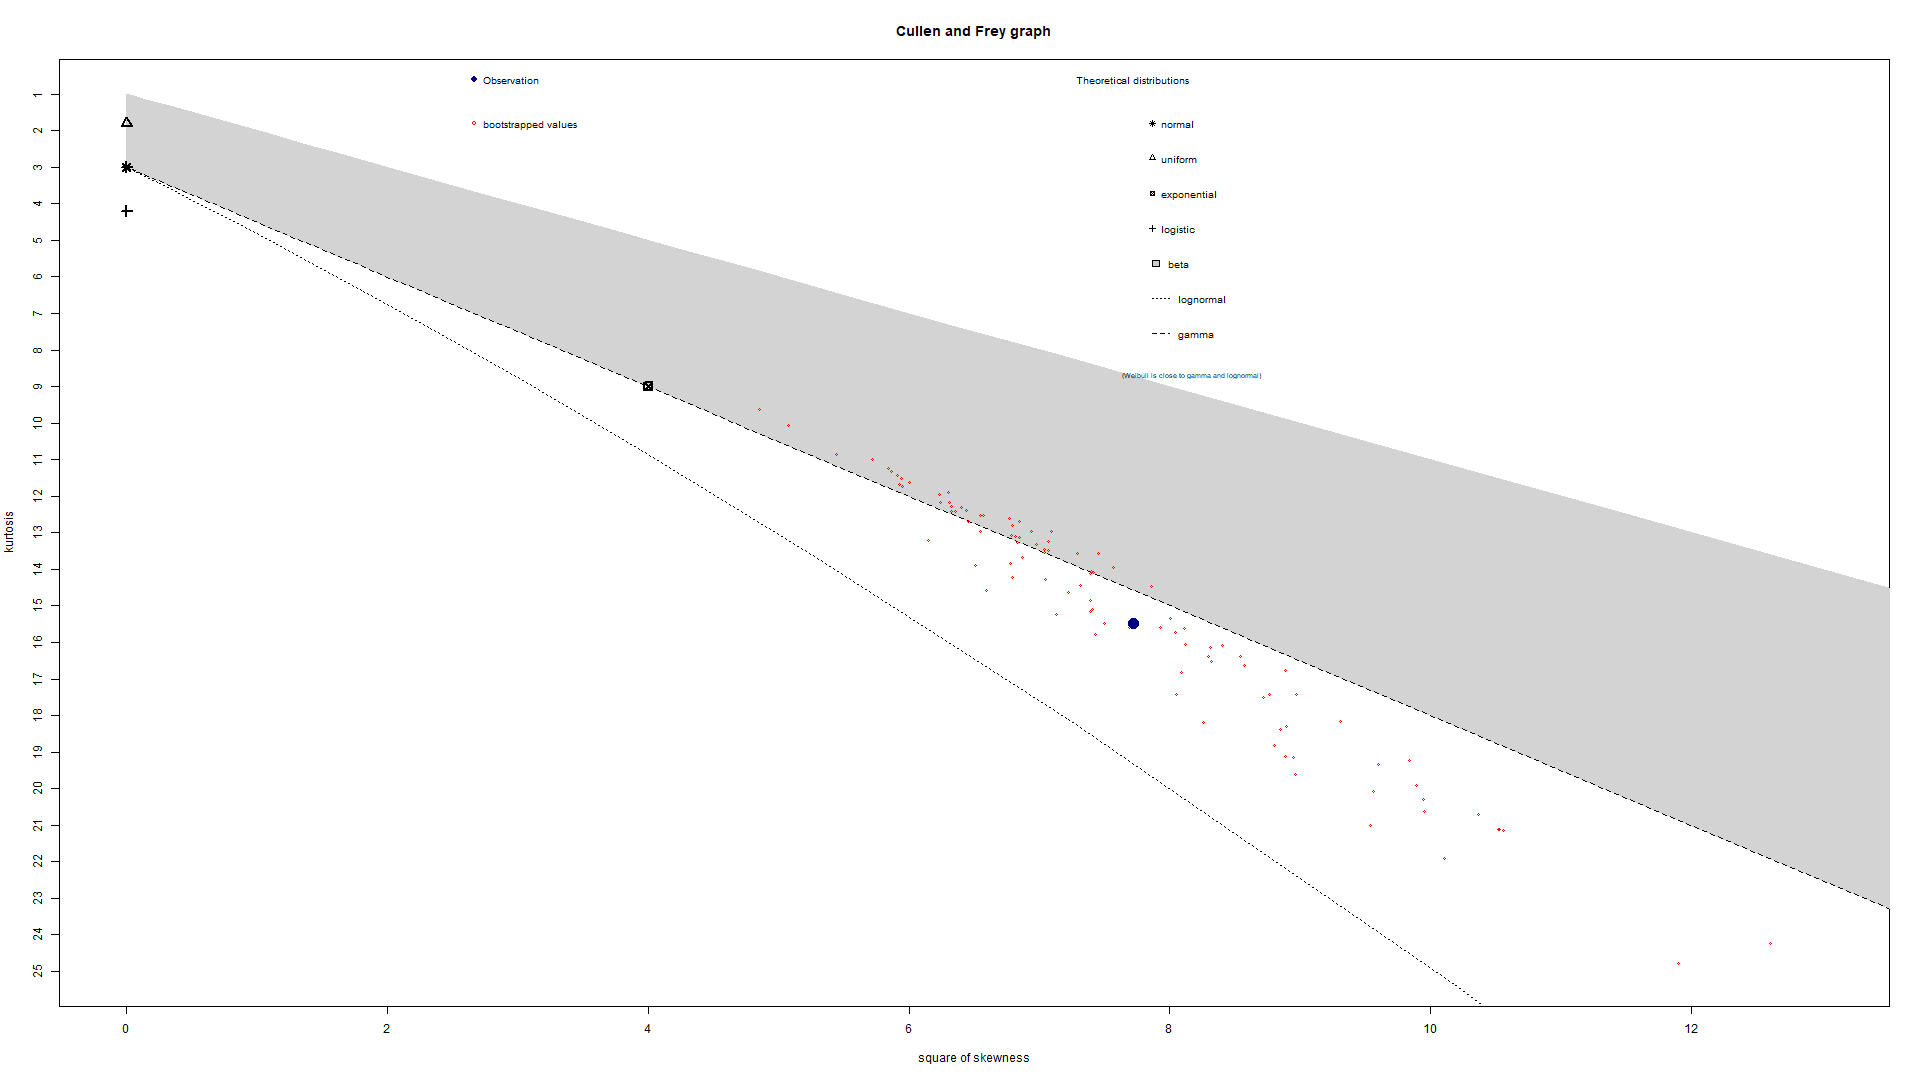 Cullen and Frey graph
Observation
bootstrapped values
Theoretical distributions
normal
uniform
exponential
logistic
beta
lognormal
gamma
(Weibull is close to gamma and lognormal)
kurtosis
1
2
3
4
5
6
7
8
9
10
11
12
13
14
15
16
17
18
19
20
21
22
23
24
25
0 2 4 6 8 10 12
square of skewness